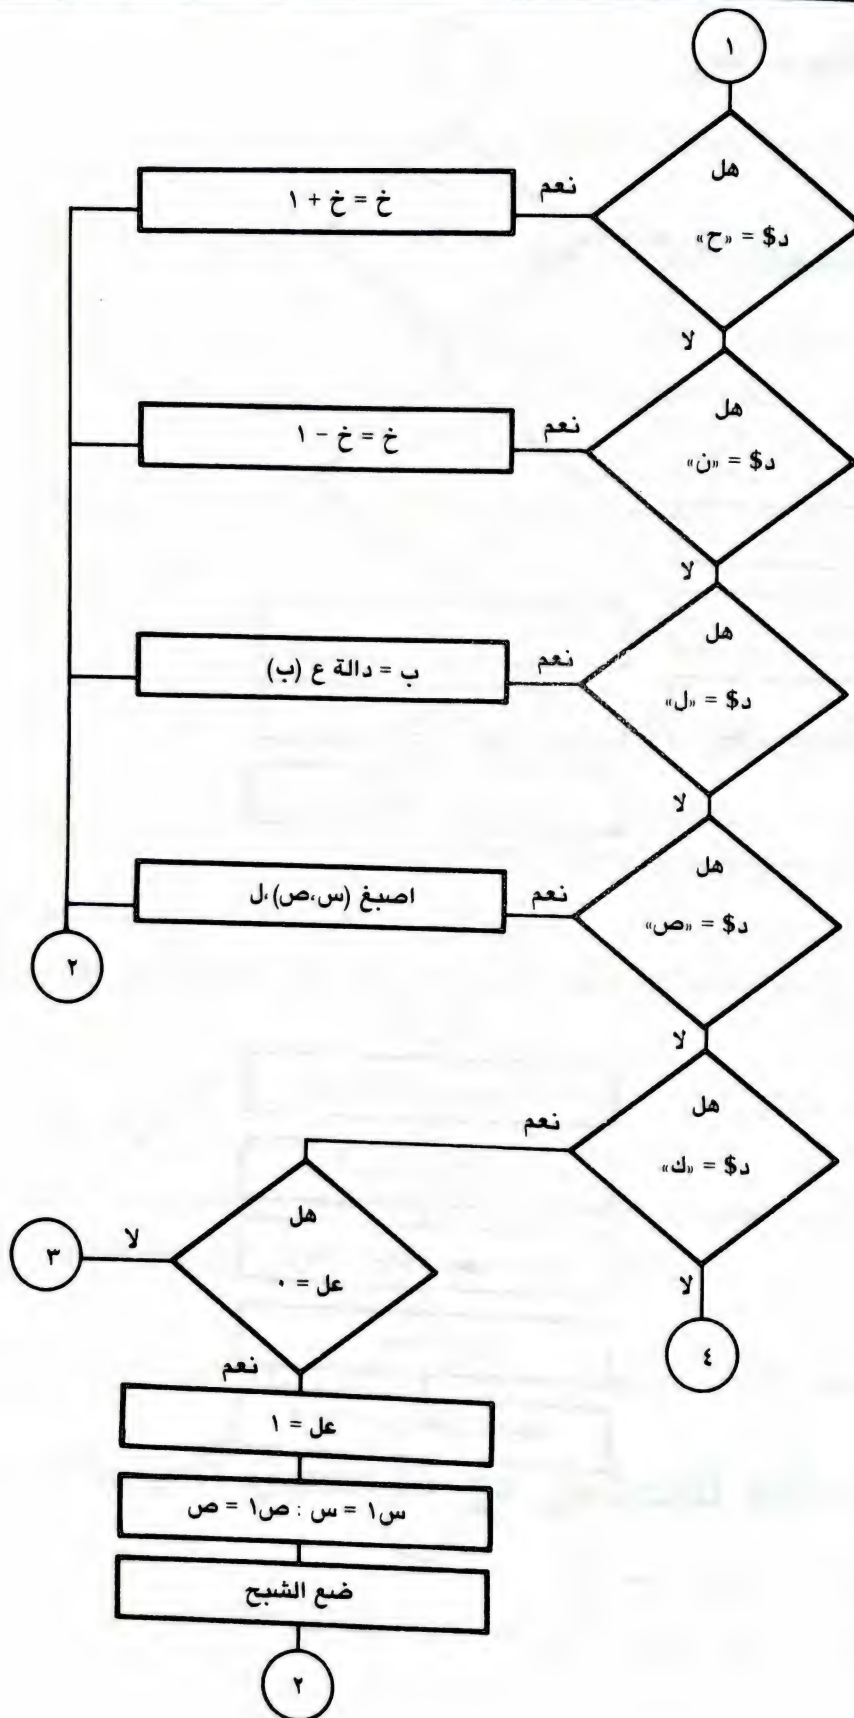 ١
هل
د$ = «ح»
نعم
خ = خ + ١
لا
هل
د$ = «ن»
نعم
خ = خ - ١
لا
هل
د$ = «ل»
نعم
ب = دالة ع (ب)
لا
هل
د$ = «ص»
نعم
اصبغ (س،ص)،ل
٢
لا
هل
د$ = «ك»
نعم
لا
٤
هل
عل = ٠
لا
٣
نعم
عل = ١
س١ = س : ص١ = ص
ضع الشبح
٢